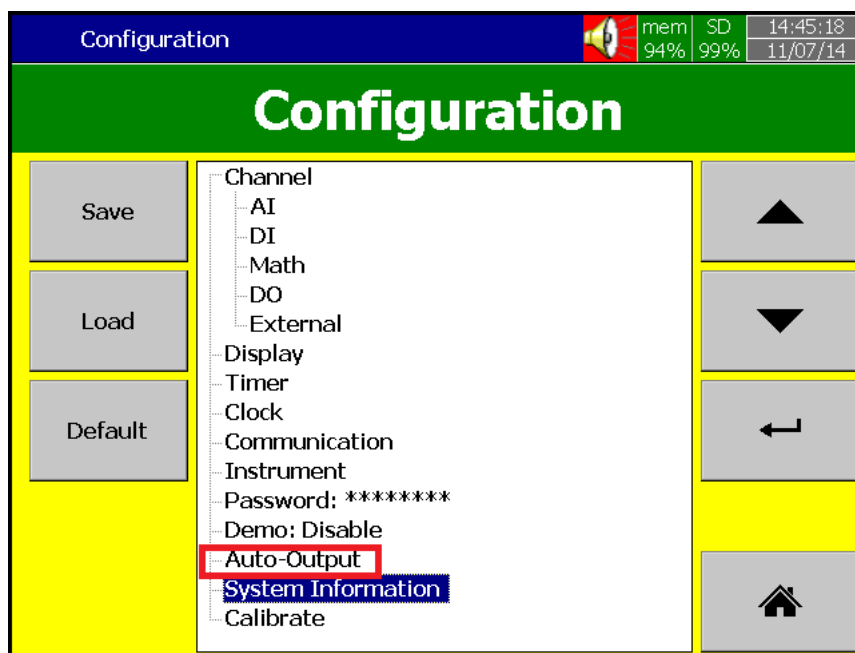 Configuration
mem
94%
SD
99%
14:45:18
11/07/14
Configuration
Save
Load
Default
Channel
AI
DI
Math
DO
External
Display
Timer
Clock
Communication
Instrument
Password: ********
Demo: Disable
Auto-Output
System Information
Calibrate